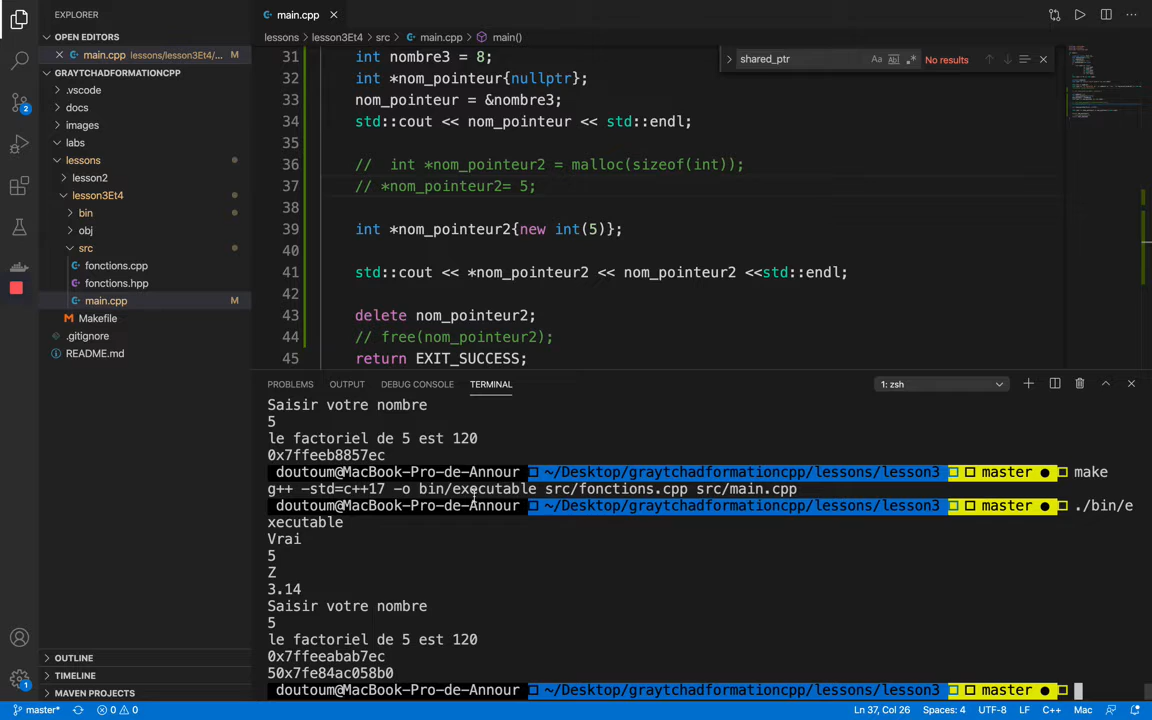 EXPLORER
OPEN EDITORS
main.cpp lessons/lesson3Et4/... M
GRAYTCHADFORMATIONCPP
.vscode
docs
images
labs
lessons
lesson2
lesson3Et4
bin
obj
src
fonctions.cpp
fonctions.hpp
main.cpp M
Makefile
.gitignore
README.md
OUTLINE
TIMELINE
MAVEN PROJECTS
2
1
main.cpp
lessons > lesson3Et4 > src > main.cpp > main()
shared_ptr Aa Abl .* No results
31 int nombre3 = 8;
32 int *nom_pointeur{nullptr};
33 nom_pointeur = &nombre3;
34 std::cout << nom_pointeur << std::endl;
35
36 //  int *nom_pointeur2 = malloc(sizeof(int));
37 // *nom_pointeur2= 5;
38
39 int *nom_pointeur2{new int(5)};
40
41 std::cout << *nom_pointeur2 << nom_pointeur2 <<std::endl;
42
43 delete nom_pointeur2;
44 // free(nom_pointeur2);
45 return EXIT_SUCCESS;
PROBLEMS OUTPUT DEBUG CONSOLE TERMINAL 1: zsh
Saisir votre nombre
5
le factoriel de 5 est 120
0x7ffeeb8857ec
doutoum@MacBook-Pro-de-Annour ~/Desktop/graytchadformationcpp/lessons/lesson3 master ● make
g++ -std=c++17 -o bin/executable src/fonctions.cpp src/main.cpp
doutoum@MacBook-Pro-de-Annour ~/Desktop/graytchadformationcpp/lessons/lesson3 master ● ./bin/e
xecutable
Vrai
5
Z
3.14
Saisir votre nombre
5
le factoriel de 5 est 120
0x7ffeeabab7ec
50x7fe84ac058b0
doutoum@MacBook-Pro-de-Annour ~/Desktop/graytchadformationcpp/lessons/lesson3 master ●
master* 0 0 Ln 37, Col 26 Spaces: 4 UTF-8 LF C++ Mac